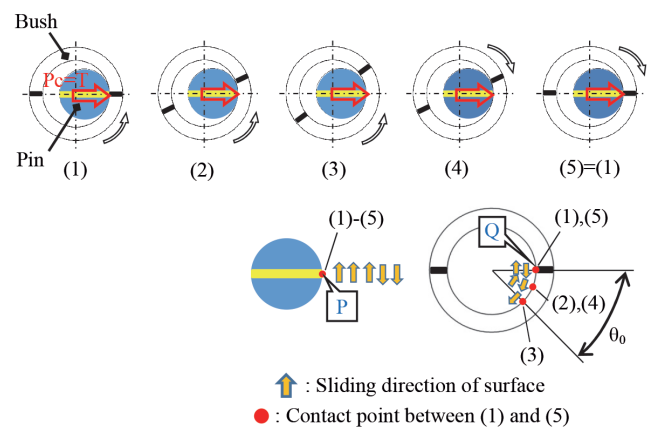 Bush
Pc=T
Pin
(1)
(2)
(3)
(4)
(5)=(1)
(1)-(5)
P
Q
(1),(5)
(2),(4)
(3)
θ0
: Sliding direction of surface
: Contact point between (1) and (5)